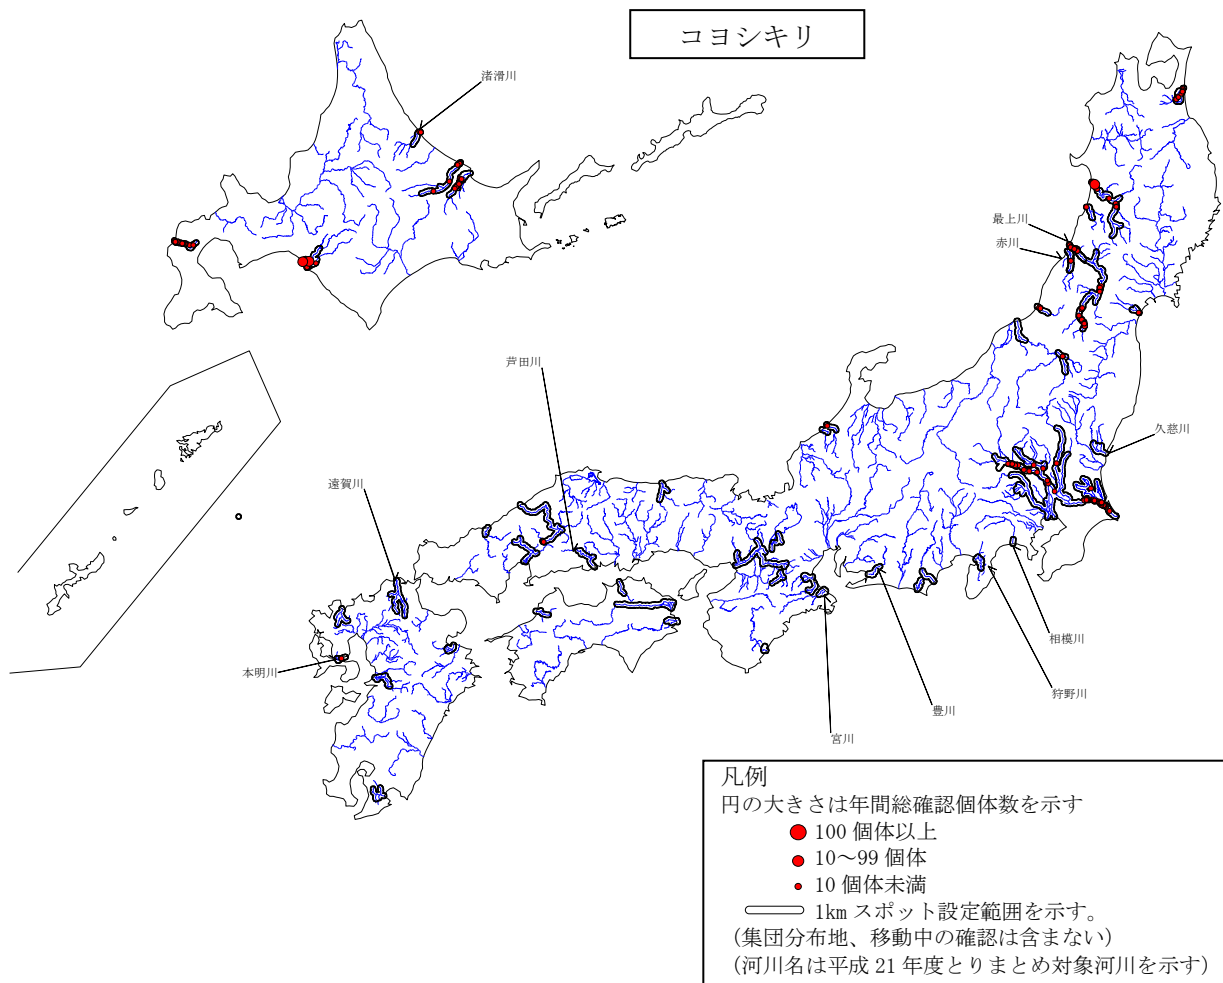 コヨシキリ
渚滑川
最上川
赤川
芦田川
久慈川
遠賀川
相模川
本明川
狩野川
豊川
宮川
凡例
円の大きさは年間総確認個体数を示す
100 個体以上
10～99 個体
10 個体未満
1km スポット設定範囲を示す。
(集団分布地、移動中の確認は含まない)
(河川名は平成 21 年度とりまとめ対象河川を示す)